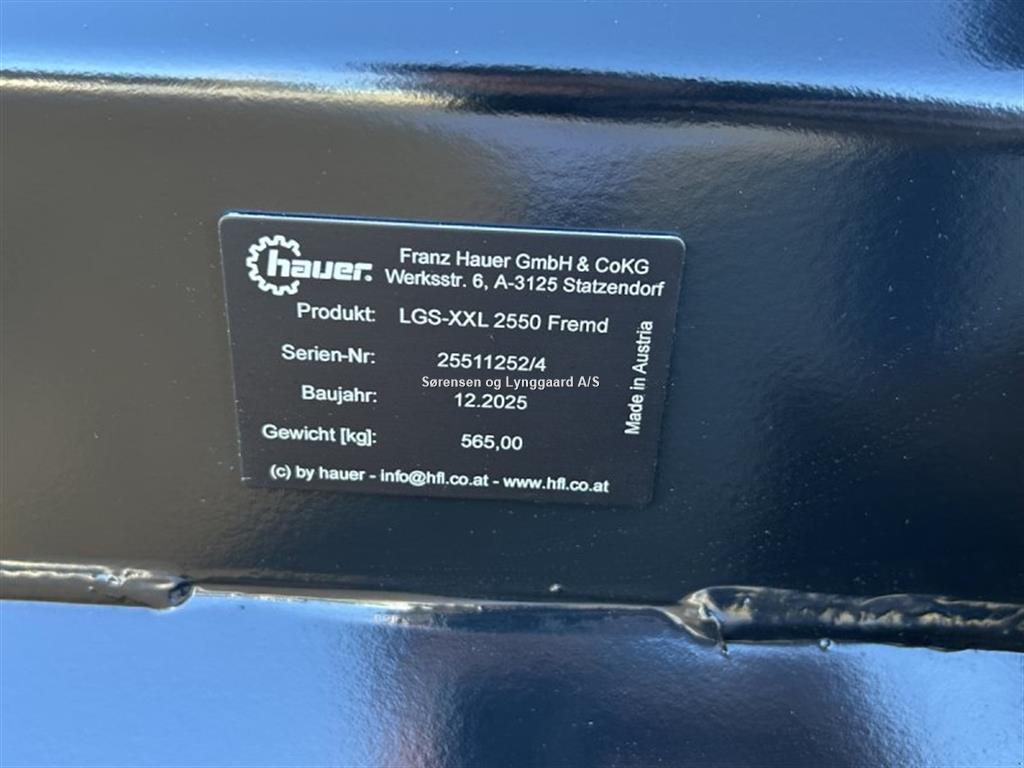 hauer.
Franz Hauer GmbH & CoKG
Werksstr. 6, A-3125 Statzendorf
Produkt: LGS-XXL 2550 Fremd
Serien-Nr: 25511252/4
Sørensen og Lynggaard A/S
Baujahr: 12.2025
Gewicht [kg]: 565,00
Made in Austria
(c) by hauer - info@hfl.co.at - www.hfl.co.at